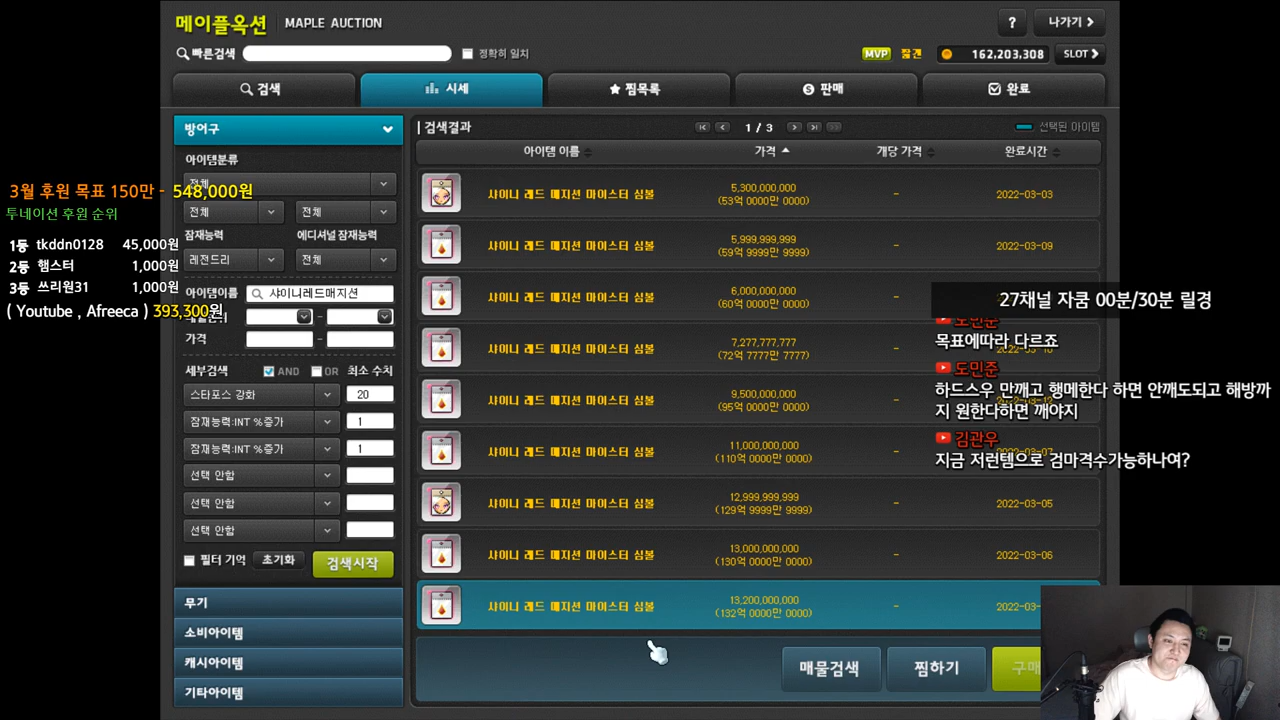 메이플옥션 MAPLE AUCTION
? 나가기
빠른검색 정확히 일치
MVP 162,203,308 SLOT
검색 시세 찜목록 판매 완료
방어구
아이템분류
전체
전체 전체
잠재능력 에디셔널 잠재능력
레전드리 전체
아이템이름 샤이니레드매지션
가격
세부검색 AND OR 최소 수치
스타포스 강화 20
잠재능력:INT %증가 1
잠재능력:INT %증가 1
선택 안함
선택 안함
선택 안함
필터 기억 초기화 검색시작
무기
소비아이템
캐시아이템
기타아이템
3월 후원 목표 150만 - 548,000원
투네이션 후원 순위
1등 tkddn0128 45,000원
2등 햄스터 1,000원
3등 쓰리원31 1,000원
( Youtube , Afreeca ) 393,300원
검색결과 1 / 3 선택된 아이템
아이템 이름 가격 개당 가격 완료시간
샤이니 레드 매지션 마이스터 심볼 5,300,000,000 - 2022-03-03
(53억 0000만 0000)
샤이니 레드 매지션 마이스터 심볼 5,999,999,999 - 2022-03-09
(59억 9999만 9999)
샤이니 레드 매지션 마이스터 심볼 6,000,000,000 -
(60억 0000만 0000)
샤이니 레드 매지션 마이스터 심볼 7,277,777,777 -
(72억 7777만 7777)
샤이니 레드 매지션 마이스터 심볼 9,500,000,000 -
(95억 0000만 0000)
샤이니 레드 매지션 마이스터 심볼 11,000,000,000 -
(110억 0000만 0000)
샤이니 레드 매지션 마이스터 심볼 12,999,999,999 - 2022-03-05
(129억 9999만 9999)
샤이니 레드 매지션 마이스터 심볼 13,000,000,000 - 2022-03-06
(130억 0000만 0000)
샤이니 레드 매지션 마이스터 심볼 13,200,000,000 - 2022-03-
(132억 0000만 0000)
매물검색 찜하기 구매
27채널 자쿰 00분/30분 릴경
도민준
목표에따라 다르죠
도민준
하드스우 만깨고 행메한다 하면 안깨도되고 해방까
지 원한다하면 깨야지
김관우
지금 저런템으로 검마격수가능하나여?